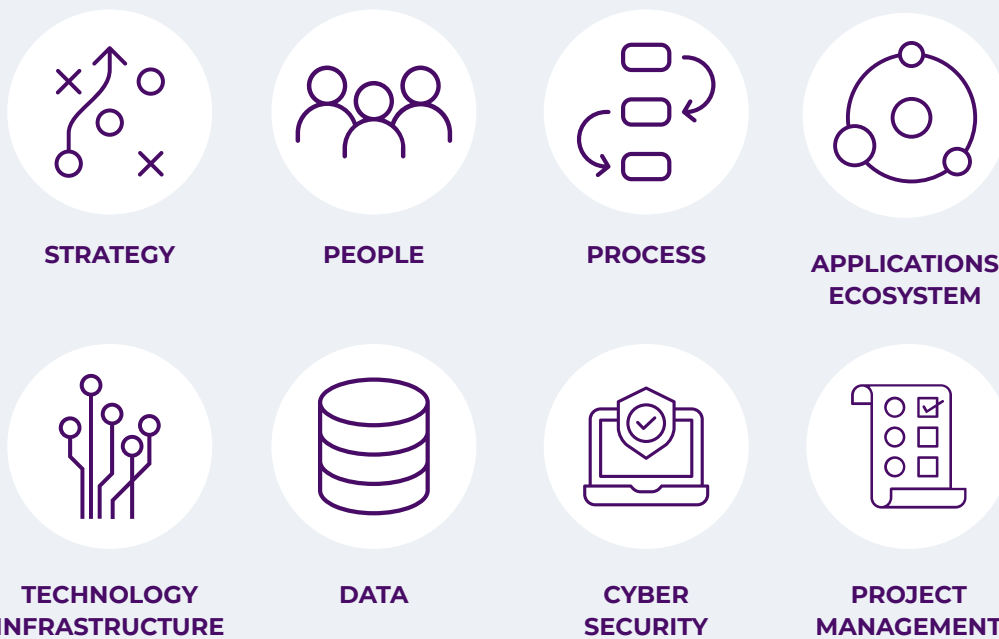 STRATEGY
PEOPLE
PROCESS
APPLICATIONS
ECOSYSTEM
TECHNOLOGY
INFRASTRUCTURE
DATA
CYBER
SECURITY
PROJECT
MANAGEMENT